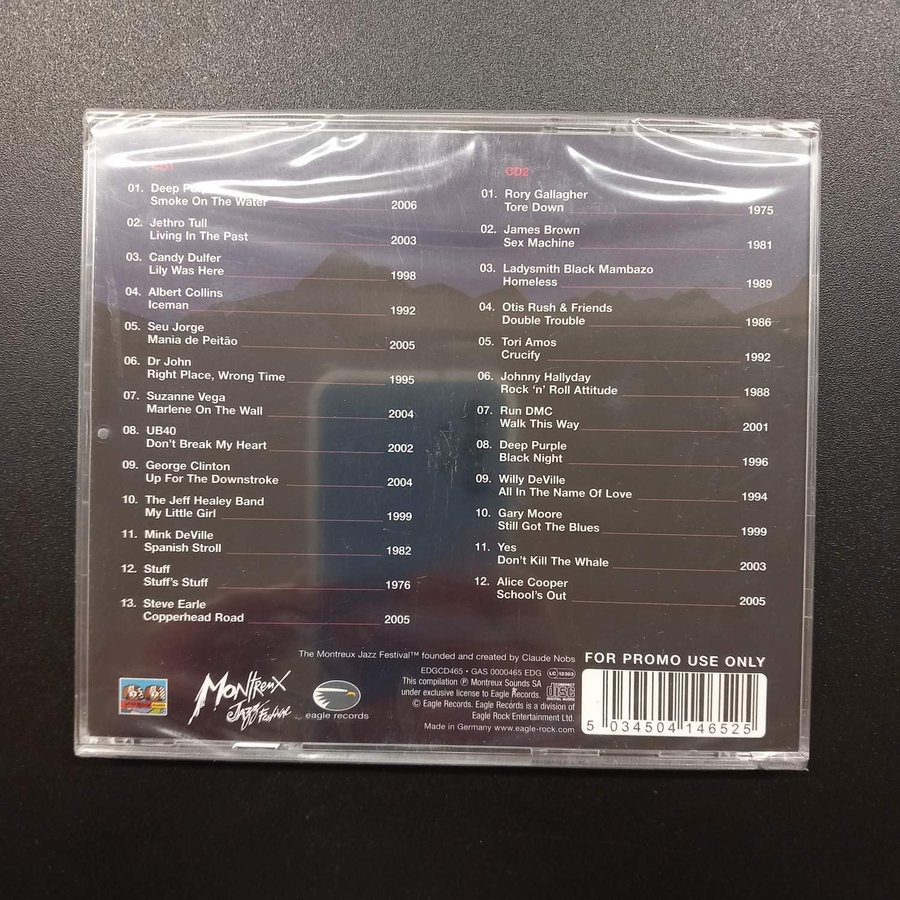 CD1
01. Deep Purple
Smoke On The Water 2006
02. Jethro Tull
Living In The Past 2003
03. Candy Dulfer
Lily Was Here 1998
04. Albert Collins
Iceman 1992
05. Seu Jorge
Mania de Peitão 2005
06. Dr John
Right Place, Wrong Time 1995
07. Suzanne Vega
Marlene On The Wall 2004
08. UB40
Don't Break My Heart 2002
09. George Clinton
Up For The Downstroke 2004
10. The Jeff Healey Band
My Little Girl 1999
11. Mink DeVille
Spanish Stroll 1982
12. Stuff
Stuff's Stuff 1976
13. Steve Earle
Copperhead Road 2005
CD2
01. Rory Gallagher
Tore Down 1975
02. James Brown
Sex Machine 1981
03. Ladysmith Black Mambazo
Homeless 1989
04. Otis Rush & Friends
Double Trouble 1986
05. Tori Amos
Crucify 1992
06. Johnny Hallyday
Rock 'n' Roll Attitude 1988
07. Run DMC
Walk This Way 2001
08. Deep Purple
Black Night 1996
09. Willy DeVille
All In The Name Of Love 1994
10. Gary Moore
Still Got The Blues 1999
11. Yes
Don't Kill The Whale 2003
12. Alice Cooper
School's Out 2005
The Montreux Jazz Festival™ founded and created by Claude Nobs
EDGCD465 • GAS 0000465 EDG LC 12303
This compilation ℗ Montreux Sounds SA
under exclusive license to Eagle Records.
© Eagle Records. Eagle Records is a division of
Eagle Rock Entertainment Ltd.
Made in Germany www.eagle-rock.com
COMPACT
disc
DIGITAL AUDIO
Montreux
Jazz Festival
eagle records
FOR PROMO USE ONLY
5 034504 146525